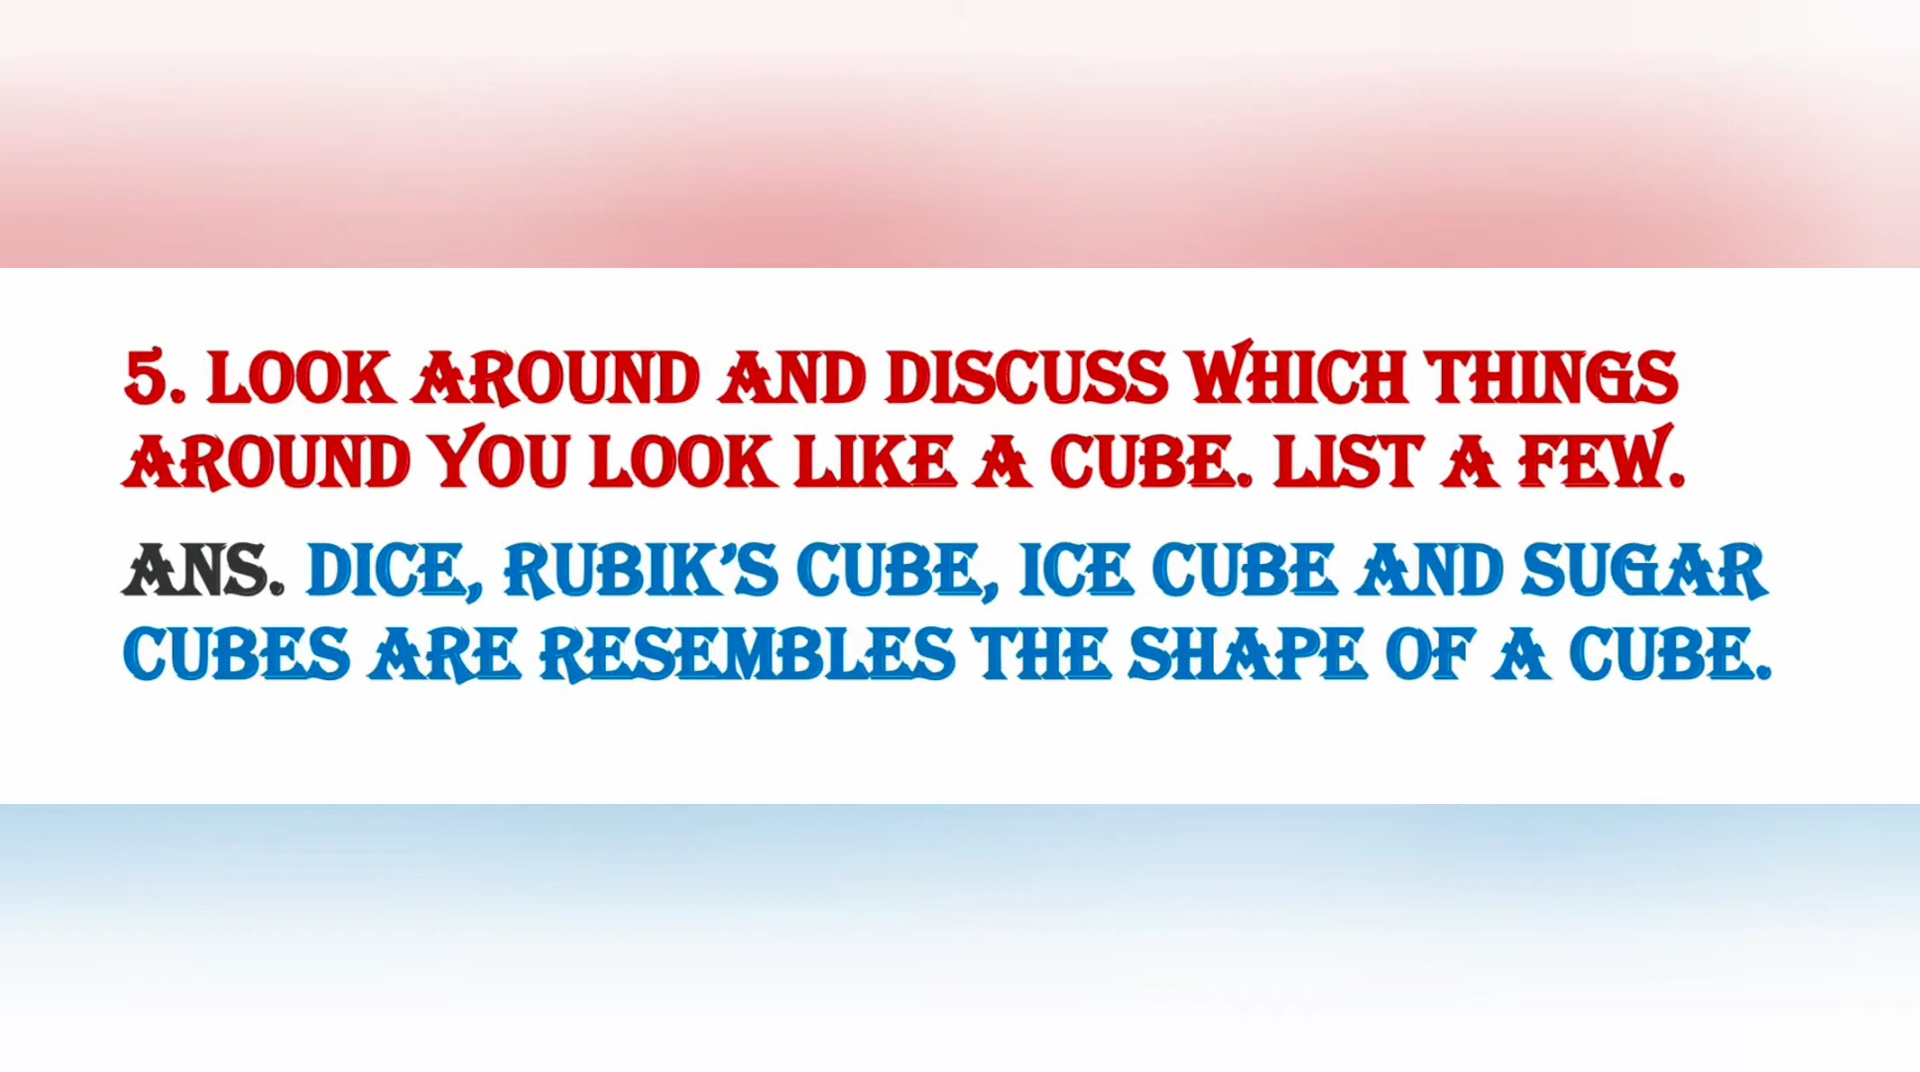 5. LOOK AROUND AND DISCUSS WHICH THINGS
AROUND YOU LOOK LIKE A CUBE. LIST A FEW.
ANS. DICE, RUBIK’S CUBE, ICE CUBE AND SUGAR
CUBES ARE RESEMBLES THE SHAPE OF A CUBE.